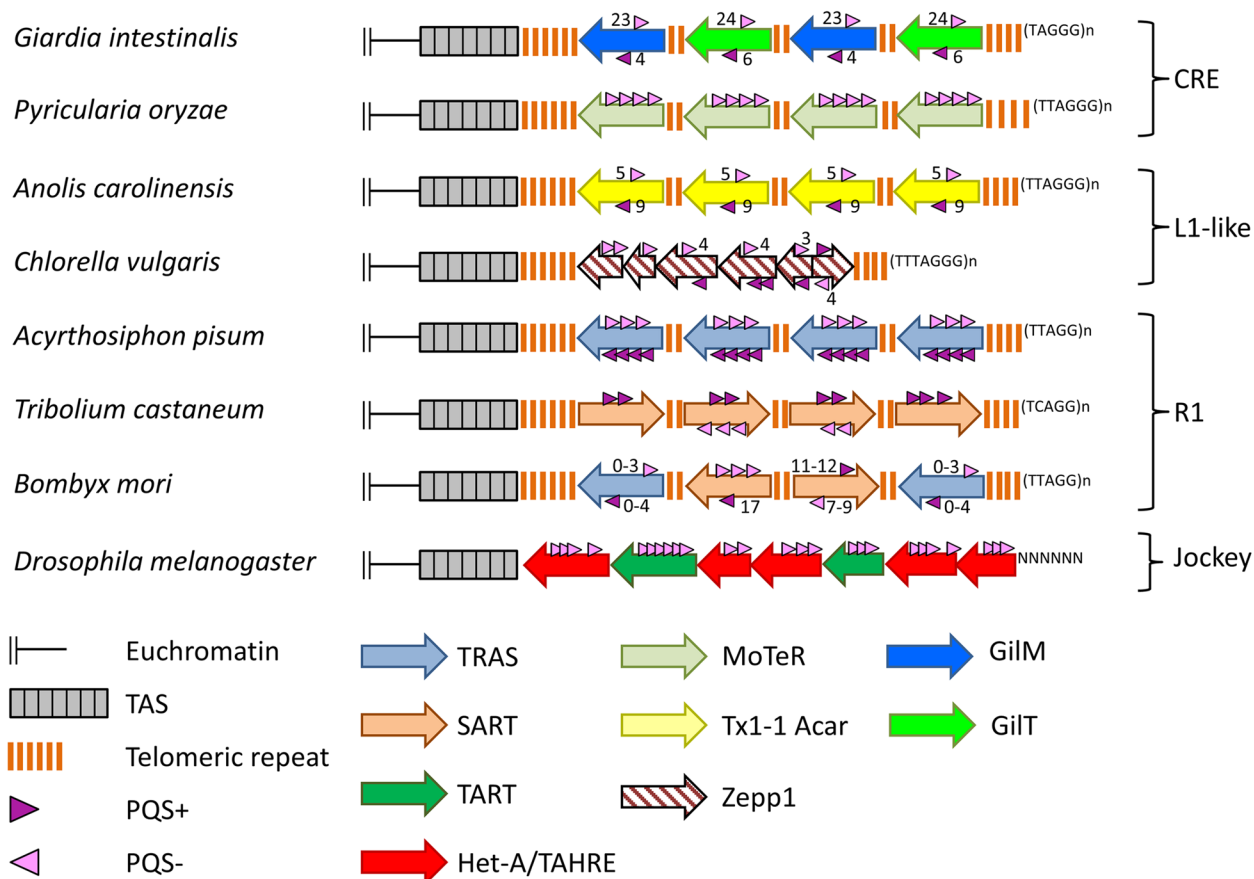 Giardia intestinalis
23 24 23 24
4 6 4 6
(TAGGG)n
CRE
Pyricularia oryzae
(TTAGGG)n
Anolis carolinensis
5 5 5 5
9 9 9 9
(TTAGGG)n
L1-like
Chlorella vulgaris
4 4 3
4
(TTTAGGG)n
Acyrthosiphon pisum
(TTAGG)n
Tribolium castaneum
(TCAGG)n
R1
Bombyx mori
0-3 11-12 0-3
0-4 17 7-9 0-4
(TTAGG)n
Drosophila melanogaster
NNNNNN
Jockey
Euchromatin
TAS
Telomeric repeat
PQS+
PQS-
TRAS
SART
TART
Het-A/TAHRE
MoTeR
Tx1-1 Acar
Zepp1
GilM
GilT